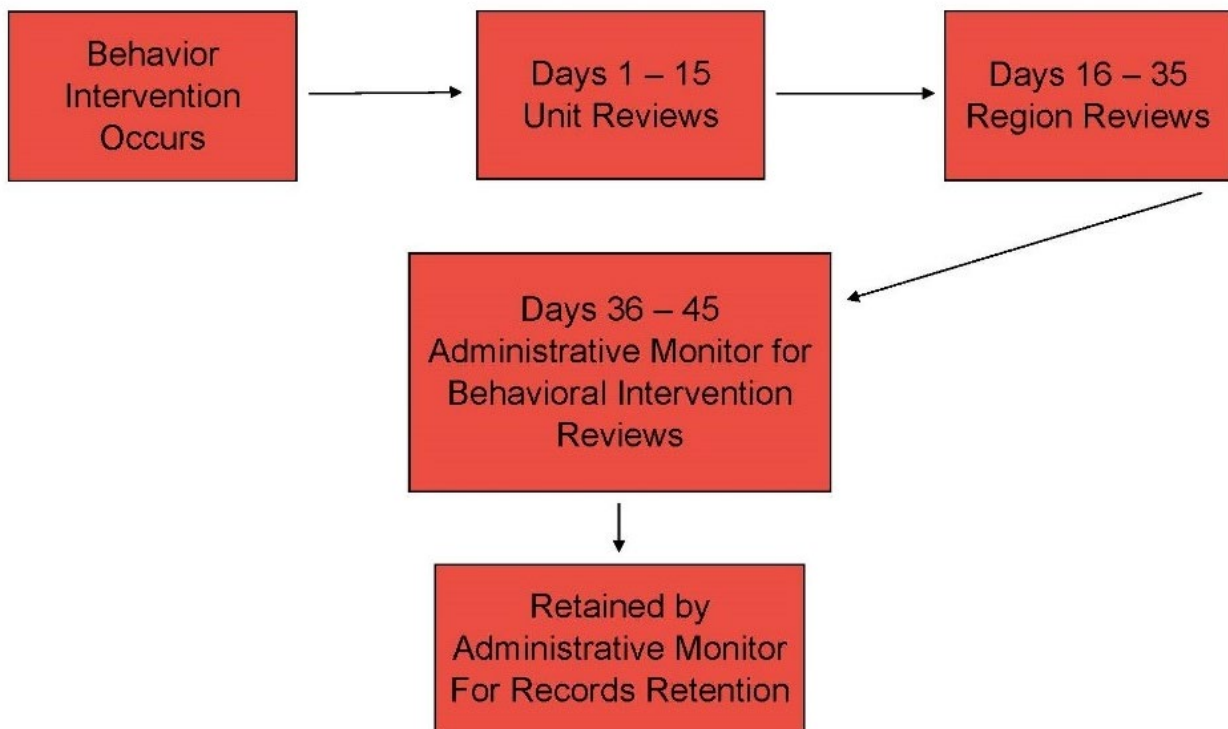 Behavior
Intervention
Occurs
Days 1 – 15
Unit Reviews
Days 16 – 35
Region Reviews
Days 36 – 45
Administrative Monitor for
Behavioral Intervention
Reviews
Retained by
Administrative Monitor
For Records Retention